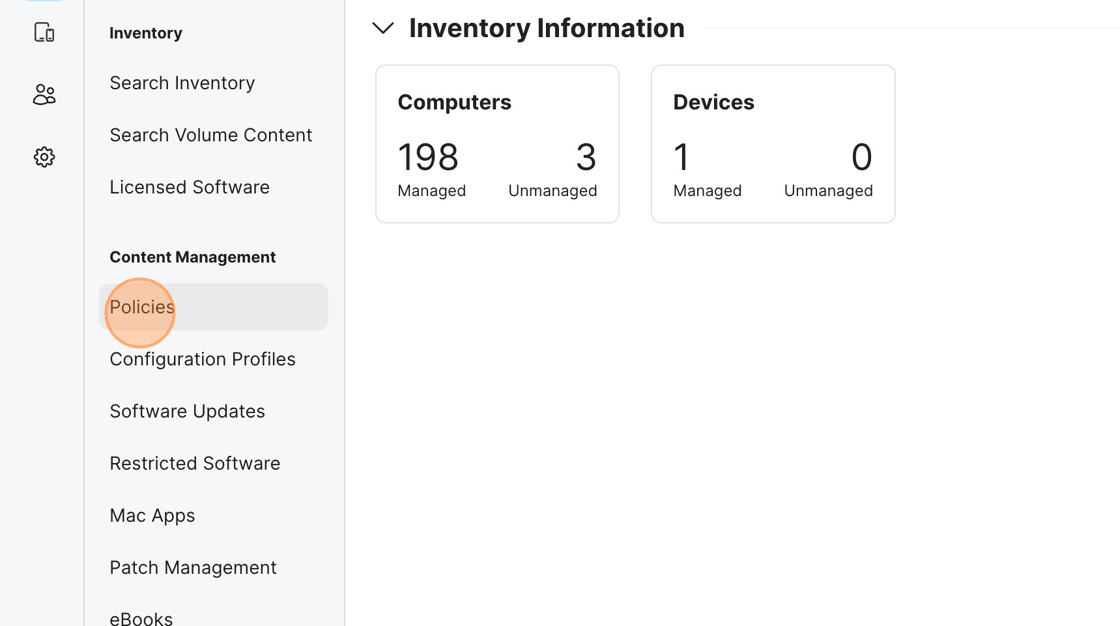 Inventory
Search Inventory
Search Volume Content
Licensed Software
Content Management
Policies
Configuration Profiles
Software Updates
Restricted Software
Mac Apps
Patch Management
eBooks
Inventory Information
Computers
198 3
Managed Unmanaged
Devices
1 0
Managed Unmanaged